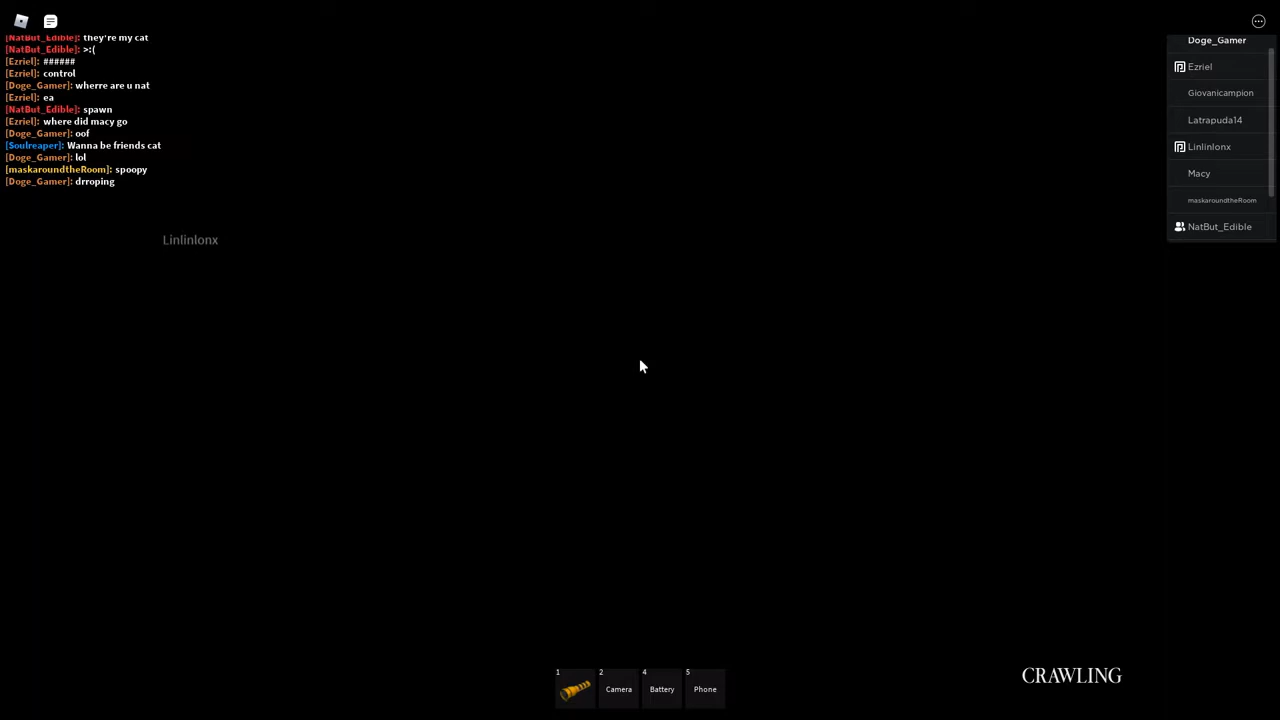 [NatBut_Edible]: they're my cat
[NatBut_Edible]: >:(
[Ezriel]: ######
[Ezriel]: control
[Doge_Gamer]: wherre are u nat
[Ezriel]: ea
[NatBut_Edible]: spawn
[Ezriel]: where did macy go
[Doge_Gamer]: oof
[Soulreaper]: Wanna be friends cat
[Doge_Gamer]: lol
[maskaroundtheRoom]: spoopy
[Doge_Gamer]: drroping
Doge_Gamer
Ezriel
Giovanicampion
Latrapuda14
Linlinlonx
Macy
maskaroundtheRoom
NatBut_Edible
Linlinlonx
1
2
Camera
4
Battery
5
Phone
CRAWLING